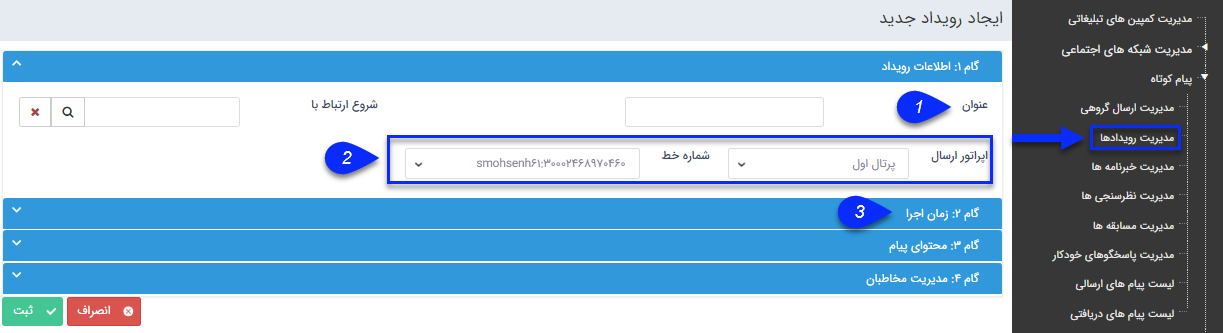 ایجاد رویداد جدید
گام ۱: اطلاعات رویداد
عنوان
1
شروع ارتباط با
اپراتور ارسال
پرتال اول
شماره خط
smohsenh۶۱:۳۰۰۰۲۴۶۸۹۷۰۴۶۰
2
گام ۲: زمان اجرا
3
گام ۳: محتوای پیام
گام ۴: مدیریت مخاطبان
انصراف
ثبت
مدیریت کمپین های تبلیغاتی
مدیریت شبکه های اجتماعی
پیام کوتاه
مدیریت ارسال گروهی
مدیریت رویدادها
مدیریت خبرنامه ها
مدیریت نظرسنجی ها
مدیریت مسابقه ها
مدیریت پاسخگوهای خودکار
لیست پیام های ارسالی
لیست پیام های دریافتی